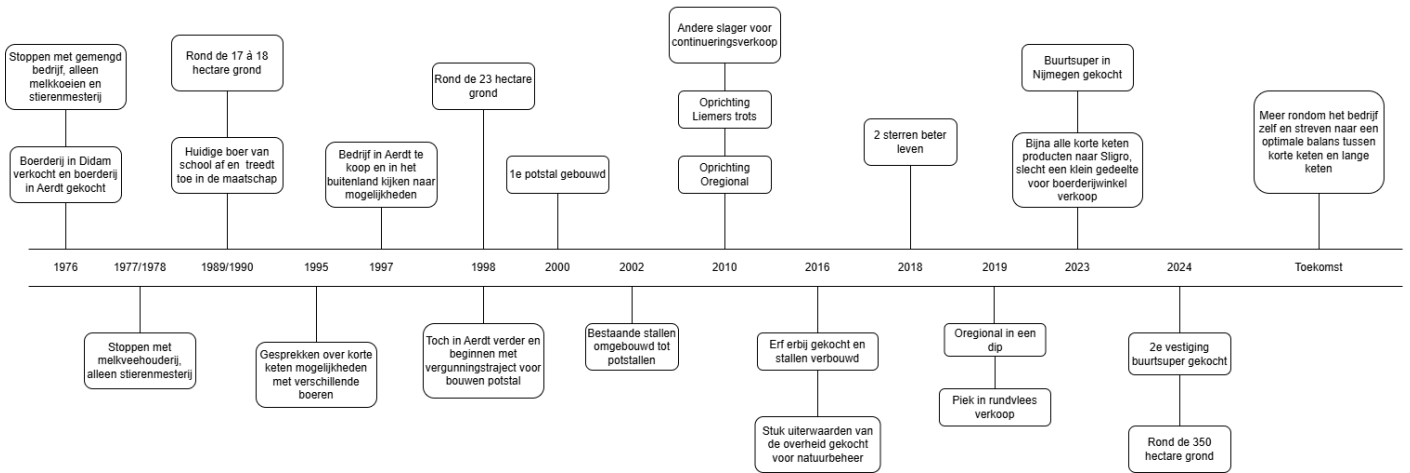 Stoppen met gemengd
bedrijf, alleen
melkkoeien en
stierenmesterij
Boerderij in Didam
verkocht en boerderij
in Aerdt gekocht
Rond de 17 à 18
hectare grond
Huidige boer van
school af en treedt
toe in de maatschap
Bedrijf in Aerdt te
koop en in het
buitenland kijken naar
mogelijkheden
Rond de 23 hectare
grond
1e potstal gebouwd
Andere slager voor
continueringsverkoop
Oprichting
Liemers trots
Oprichting
Oregional
2 sterren beter
leven
Buurtsuper in
Nijmegen gekocht
Bijna alle korte keten
producten naar Sligro,
slecht een klein gedeelte
voor boerderijwinkel
verkoop
Meer rondom het bedrijf
zelf en streven naar een
optimale balans tussen
korte keten en lange
keten
1976
1977/1978
1989/1990
1995
1997
1998
2000
2002
2010
2016
2018
2019
2023
2024
Toekomst
Stoppen met
melkveehouderij,
alleen stierenmesterij
Gesprekken over korte
keten mogelijkheden
met verschillende
boeren
Toch in Aerdt verder en
beginnen met
vergunningstraject voor
bouwen potstal
Bestaande stallen
omgebouwd tot
potstallen
Erf erbij gekocht en
stallen verbouwd
Stuk uiterwaarden van
de overheid gekocht
voor natuurbeheer
Oregional in een
dip
Piek in rundvlees
verkoop
2e vestiging
buurtsuper gekocht
Rond de 350
hectare grond